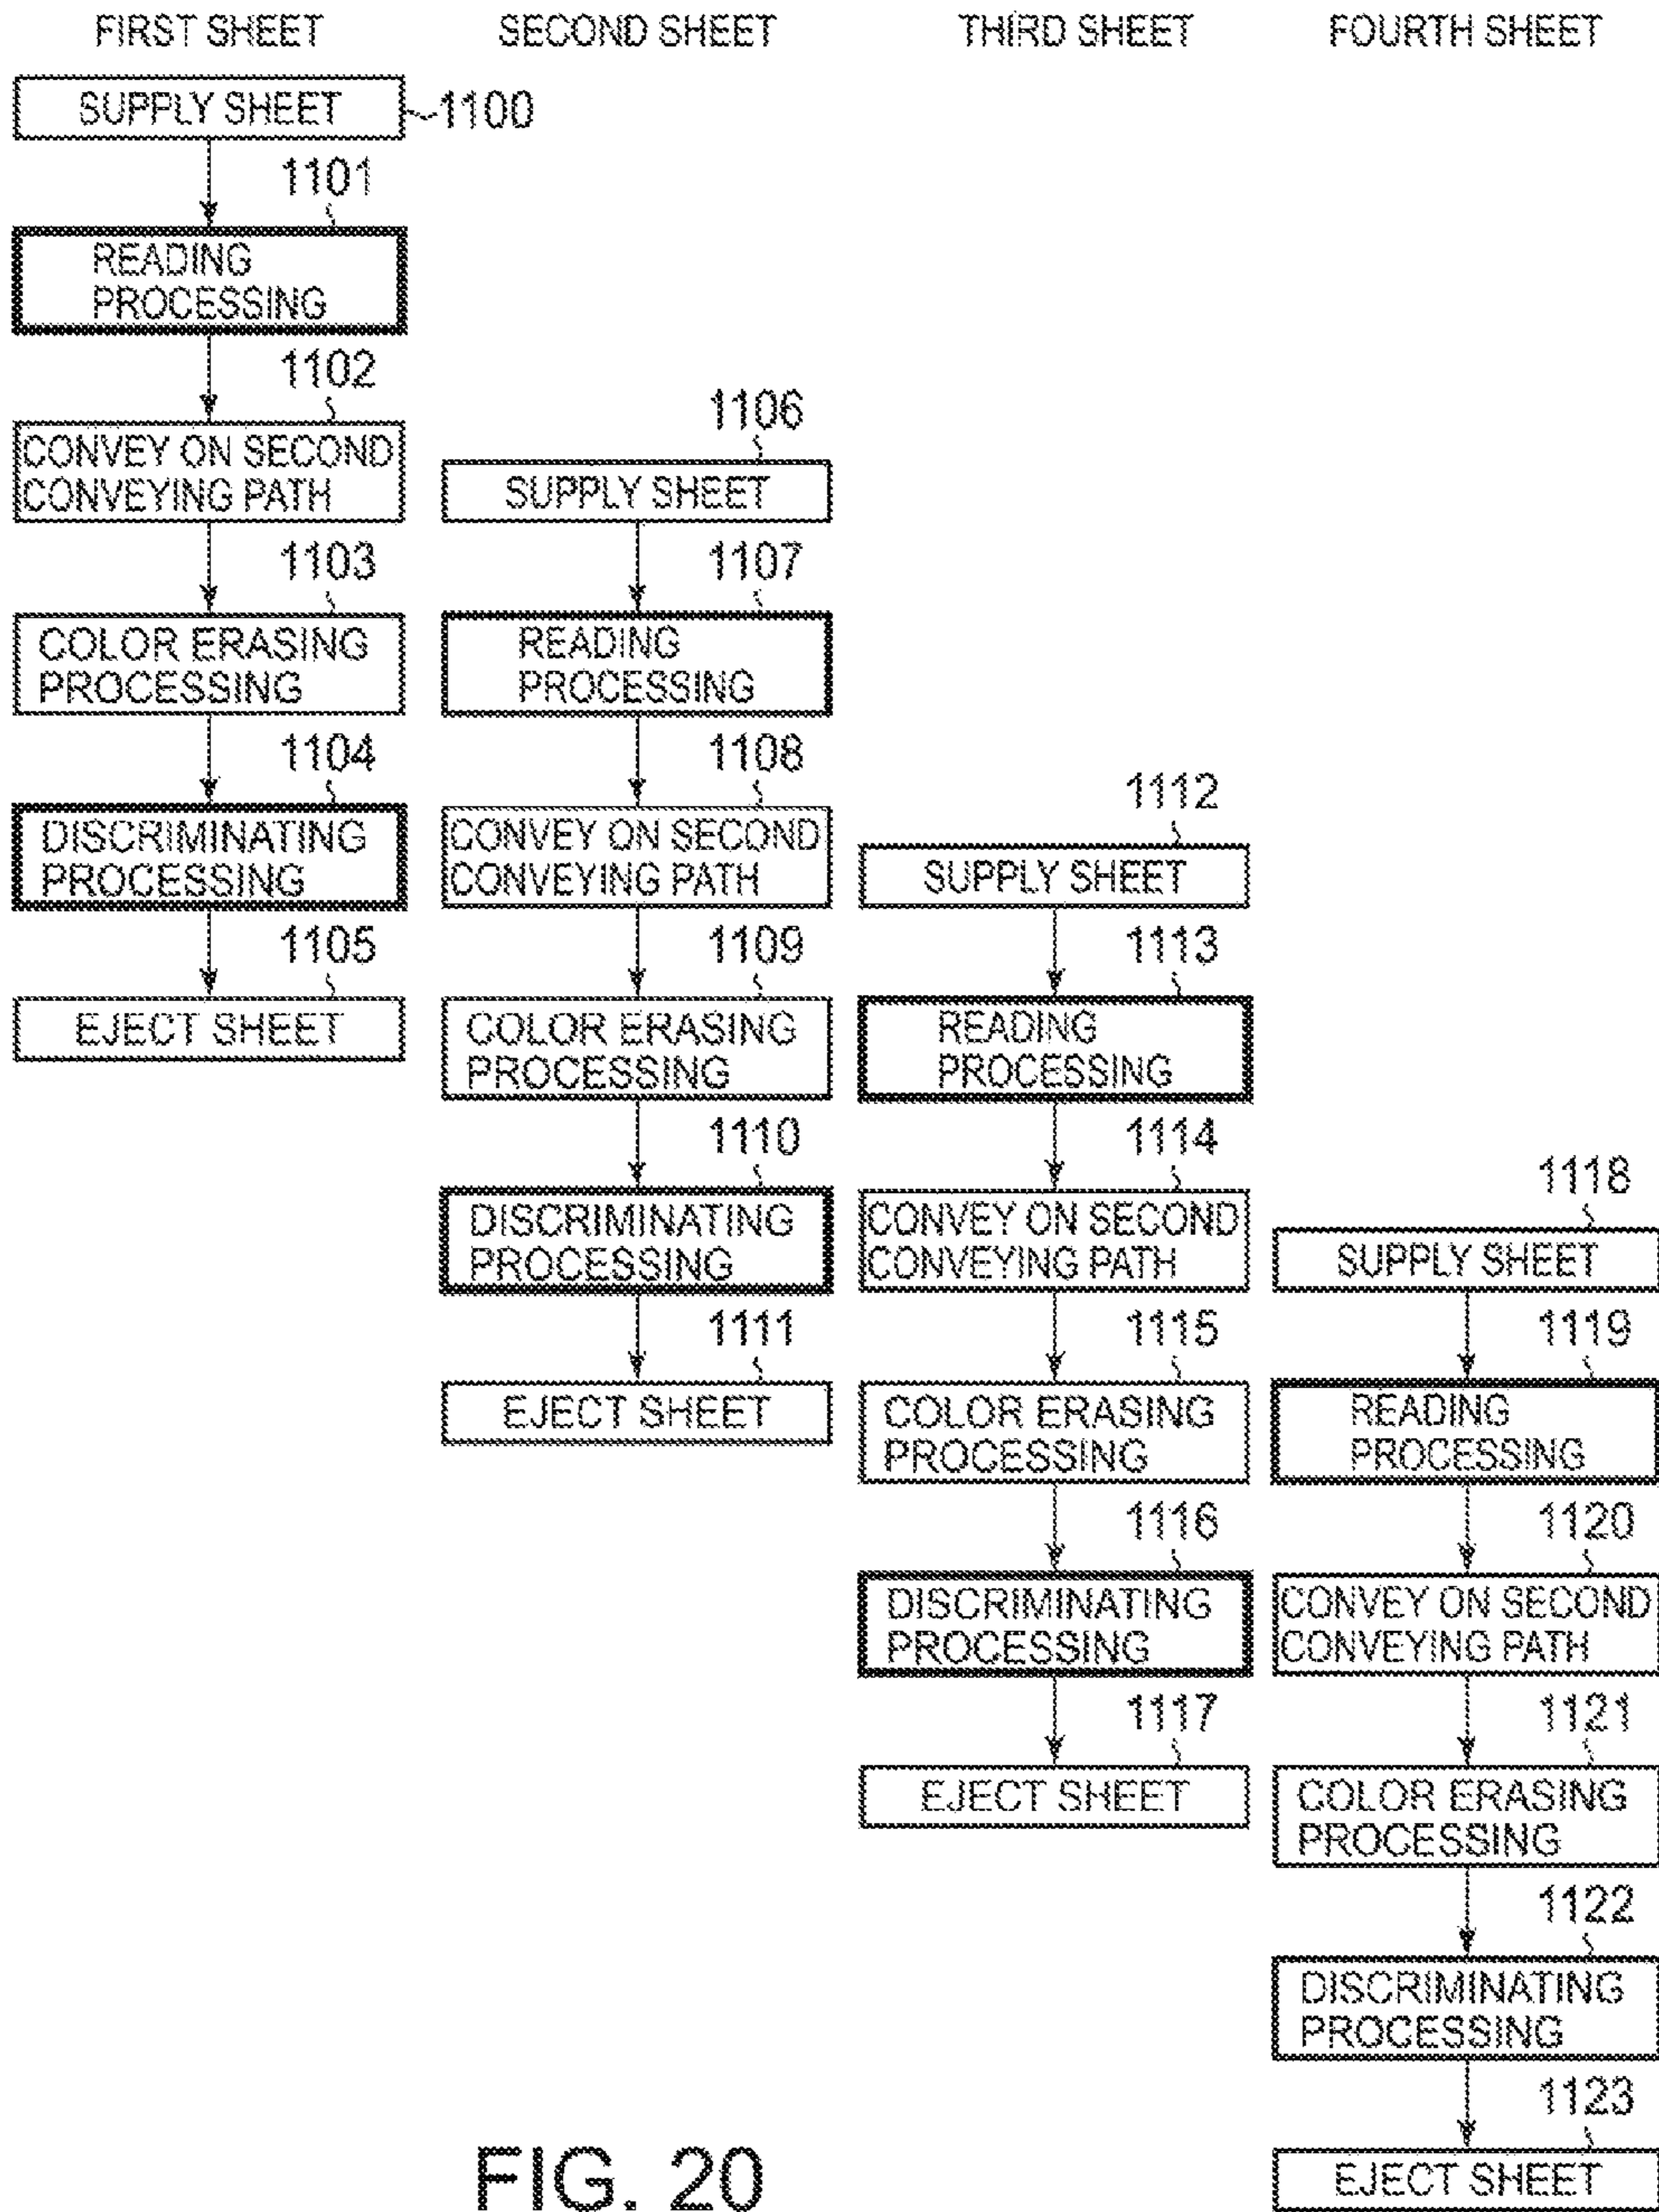 FIRST SHEET
SECOND SHEET
THIRD SHEET
FOURTH SHEET
SUPPLY SHEET
1100
1101
READING
PROCESSING
1102
CONVEY ON SECOND
CONVEYING PATH
1103
COLOR ERASING
PROCESSING
1104
DISCRIMINATING
PROCESSING
1105
EJECT SHEET
1106
SUPPLY SHEET
1107
READING
PROCESSING
1108
CONVEY ON SECOND
CONVEYING PATH
1109
COLOR ERASING
PROCESSING
1110
DISCRIMINATING
PROCESSING
1111
EJECT SHEET
1112
SUPPLY SHEET
1113
READING
PROCESSING
1114
CONVEY ON SECOND
CONVEYING PATH
1115
COLOR ERASING
PROCESSING
1116
DISCRIMINATING
PROCESSING
1117
EJECT SHEET
1118
SUPPLY SHEET
1119
READING
PROCESSING
1120
CONVEY ON SECOND
CONVEYING PATH
1121
COLOR ERASING
PROCESSING
1122
DISCRIMINATING
PROCESSING
1123
EJECT SHEET
FIG. 20